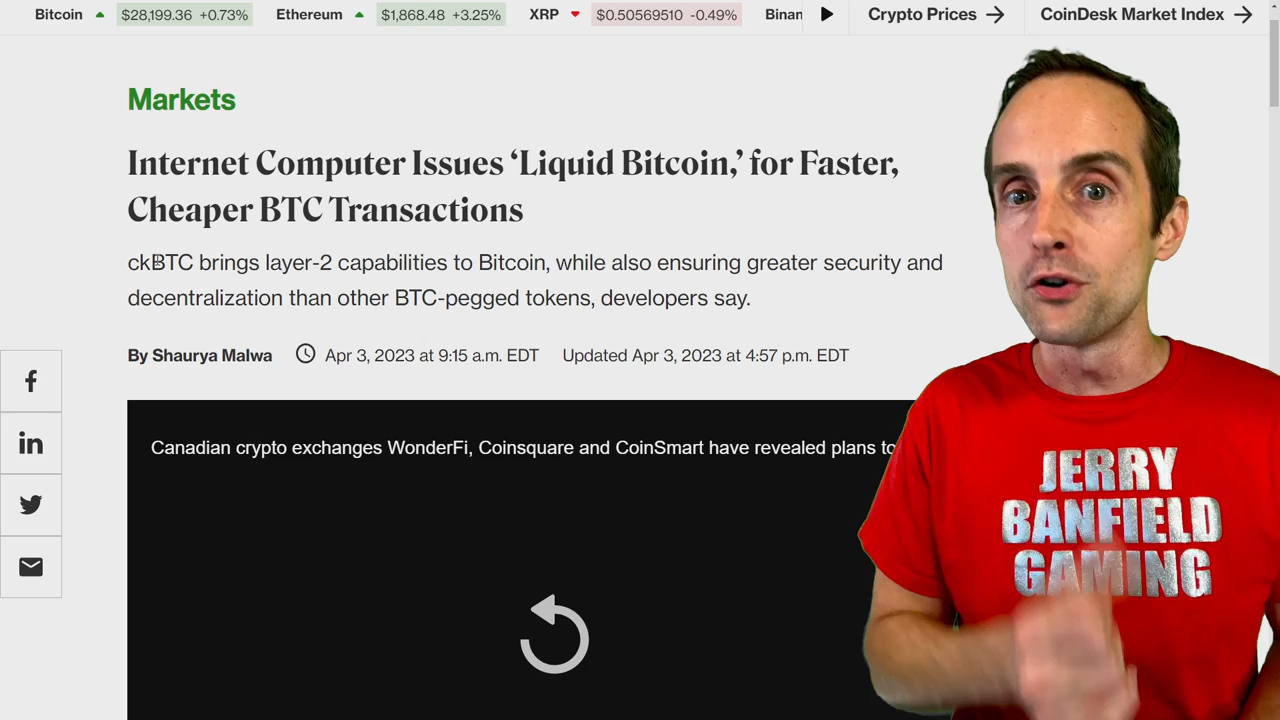 Bitcoin $28,199.36 +0.73% Ethereum $1,868.48 +3.25% XRP $0.50569510 -0.49% Binan Crypto Prices → CoinDesk Market Index →
Markets
Internet Computer Issues ‘Liquid Bitcoin,’ for Faster,
Cheaper BTC Transactions
ckBTC brings layer-2 capabilities to Bitcoin, while also ensuring greater security and
decentralization than other BTC-pegged tokens, developers say.
By Shaurya Malwa Apr 3, 2023 at 9:15 a.m. EDT Updated Apr 3, 2023 at 4:57 p.m. EDT
Canadian crypto exchanges WonderFi, Coinsquare and CoinSmart have revealed plans to
JERRY
BANFIELD
GAMING